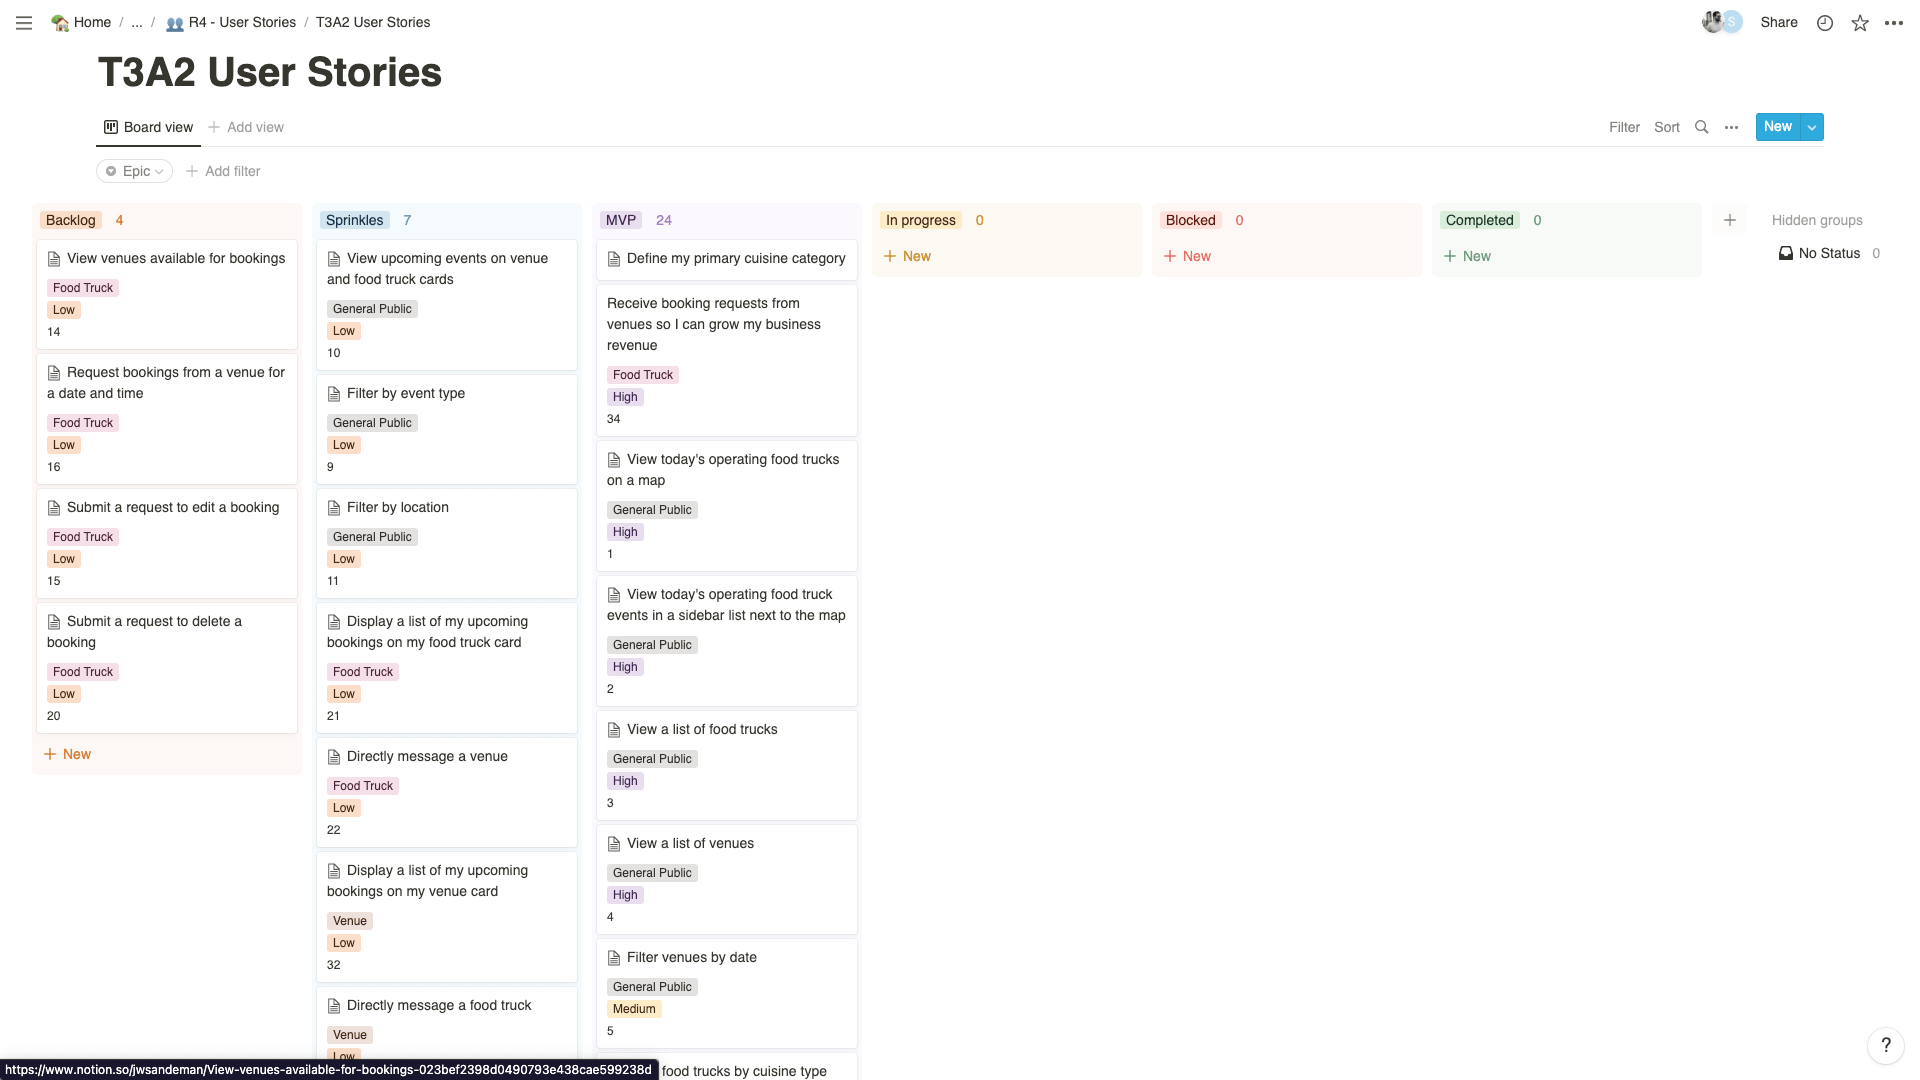 Home / ... / R4 - User Stories / T3A2 User Stories
S Share
T3A2 User Stories
Board view Add view
Filter Sort New
Epic Add filter
Backlog 4
View venues available for bookings
Food Truck
Low
14
Request bookings from a venue for
a date and time
Food Truck
Low
16
Submit a request to edit a booking
Food Truck
Low
15
Submit a request to delete a
booking
Food Truck
Low
20
New
Sprinkles 7
View upcoming events on venue
and food truck cards
General Public
Low
10
Filter by event type
General Public
Low
9
Filter by location
General Public
Low
11
Display a list of my upcoming
bookings on my food truck card
Food Truck
Low
21
Directly message a venue
Food Truck
Low
22
Display a list of my upcoming
bookings on my venue card
Venue
Low
32
Directly message a food truck
Venue
Low
MVP 24
Define my primary cuisine category
Receive booking requests from
venues so I can grow my business
revenue
Food Truck
High
34
View today's operating food trucks
on a map
General Public
High
1
View today's operating food truck
events in a sidebar list next to the map
General Public
High
2
View a list of food trucks
General Public
High
3
View a list of venues
General Public
High
4
Filter venues by date
General Public
Medium
5
food trucks by cuisine type
In progress 0
New
Blocked 0
New
Completed 0
New
Hidden groups
No Status 0
?
https://www.notion.so/jwsandeman/View-venues-available-for-bookings-023bef2398d0490793e438cae599238d